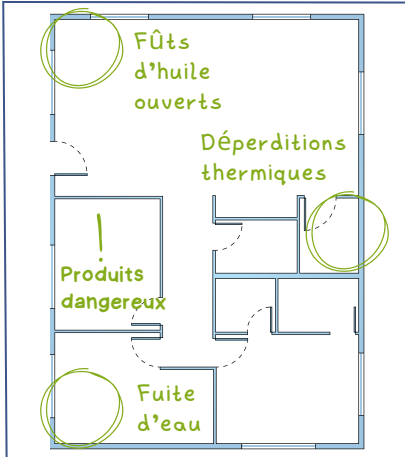 Fûts
d'huile
ouverts
Déperditions
thermiques
!
Produits
dangereux
Fuite
d'eau